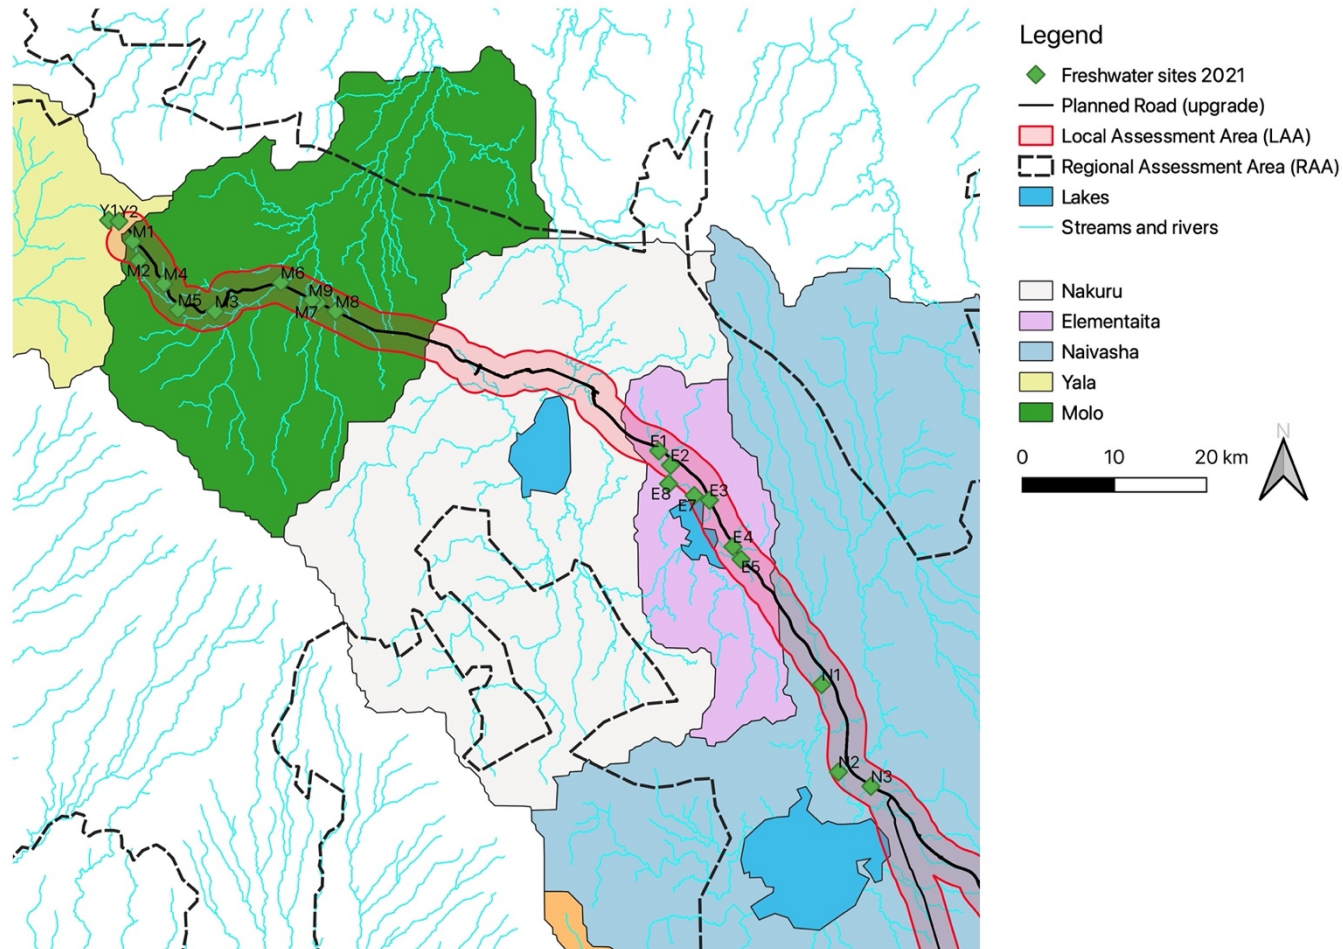 Legend
Freshwater sites 2021
Planned Road (upgrade)
Local Assessment Area (LAA)
Regional Assessment Area (RAA)
Lakes
Streams and rivers
Nakuru
Elementaita
Naivasha
Yala
Molo
0 10 20 km
N
Y1 Y2
M1
M2
M4
M5
M3
M6
M9
M7
M8
E1
E2
E8
E7
E3
E4
E5
N1
N2
N3